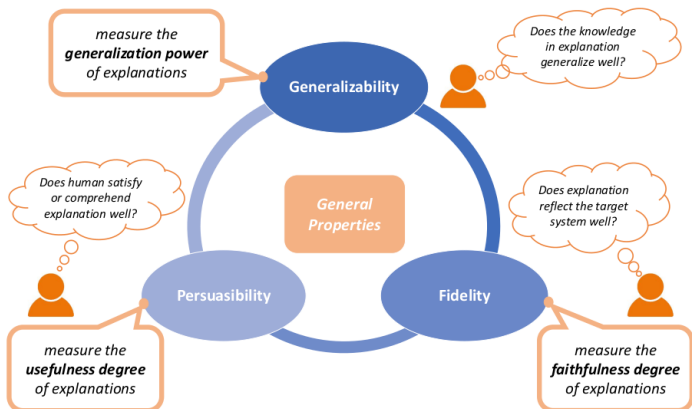 measure the
generalization power
of explanations
Generalizability
Does the knowledge
in explanation
generalize well?
Does human satisfy
or comprehend
explanation well?
General
Properties
Does explanation
reflect the target
system well?
Persuasibility
Fidelity
measure the
usefulness degree
of explanations
measure the
faithfulness degree
of explanations